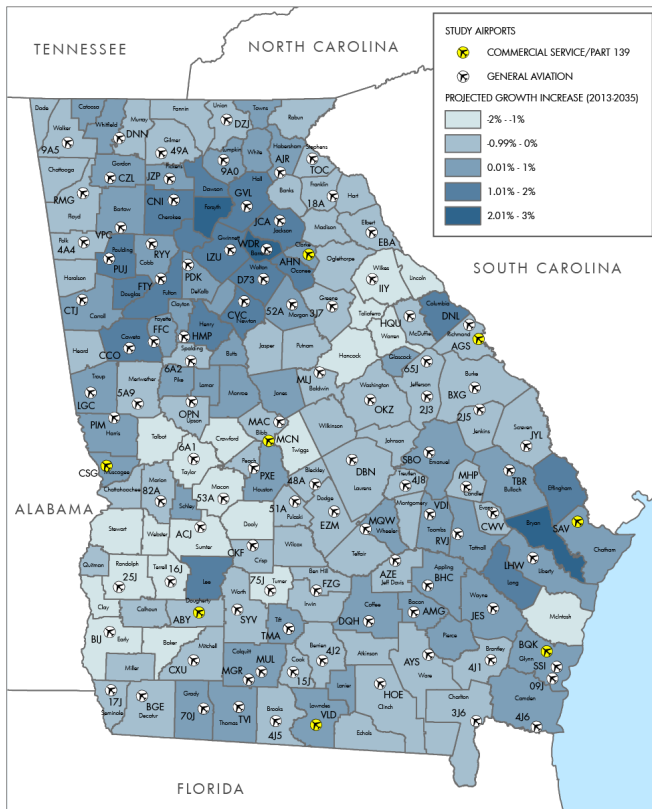 TENNESSEE
NORTH CAROLINA
STUDY AIRPORTS
COMMERCIAL SERVICE/PART 139
GENERAL AVIATION
PROJECTED GROWTH INCREASE (2013-2035)
-2% - -1%
-0.99% - 0%
0.01% - 1%
1.01% - 2%
2.01% - 3%
SOUTH CAROLINA
ALABAMA
FLORIDA
Dade
Catoosa
Whitfield
Murray
Fannin
Union
Towns
Rabun
Walker
DNN
DZJ
9A5
Gilmer
49A
Lumpkin
White
Habersham
Stephens
Chattooga
Gordon
CZL
Pickens
JZP
9A0
AJR
TOC
RMG
Floyd
Bartow
CNI
Cherokee
Dawson
Forsyth
Hall
GVL
Banks
Franklin
18A
Hart
VPC
Polk
4A4
Paulding
PUJ
RYY
Cobb
Gwinnet
LZU
JCA
Jackson
Madison
Elbert
EBA
WDR
Barrow
Clarke
AHN
Oconee
Oglethorpe
Wilkes
IIY
Lincoln
Haralson
Douglas
FTY
Fulton
PDK
DeKalb
D73
Walton
CTJ
Carroll
Clayton
CVC
Newton
52A
Morgan
Greene
3J7
Taliaferro
HQU
McDuffie
Columbia
DNL
Richmond
AGS
Heard
CCO
Coweta
Fayette
FFC
Henry
HMP
Spalding
6A2
Butts
Jasper
Putnam
Hancock
Warren
Glascock
65J
Burke
Troup
LGC
Meriwether
5A9
Pike
Lamar
Monroe
Jones
MLJ
Baldwin
Washington
OKZ
Jefferson
2J3
BXG
2J5
Jenkins
Screven
JYL
OPN
Upson
PIM
Harris
Talbot
6A1
Taylor
Crawford
MAC
Bibb
MCN
Twiggs
Wilkinson
Johnson
SBO
Emanuel
CSG
Muscogee
Chattahoochee
Marion
82A
Schley
53A
Macon
Peach
PXE
Houston
Bleckley
48A
DBN
Laurens
Treutlen
4J8
MHP
Candler
TBR
Bulloch
Effingham
Stewart
Webster
ACJ
Sumter
Dooly
51A
Pulaski
Dodge
EZM
MQW
Wheeler
Montgomery
VDI
Toombs
RVJ
Tattnall
Evans
CWV
Bryan
SAV
Chatham
Quitman
Randolph
25J
Terrell
16J
Lee
CKF
Crisp
Wilcox
Telfair
AZE
Jeff Davis
Appling
BHC
LHW
Liberty
Long
McIntosh
Clay
Calhoun
Dougherty
ABY
Worth
SYV
75J
Turner
Ben Hill
FZG
Irwin
Coffee
DQH
Bacon
AMG
Wayne
JES
BIJ
Early
Baker
Mitchell
CXU
Colquitt
Tift
TMA
Berrien
4J2
Atkinson
Pierce
Brantley
4J1
BQK
Glynn
SSI
09J
Miller
MGR
MUL
Cook
15J
Lanier
AYS
Ware
17J
Seminole
BGE
Decatur
Grady
70J
Thomas
TVI
Brooks
4J5
Lowndes
VLD
HOE
Clinch
Echols
Charlton
3J6
Camden
4J6